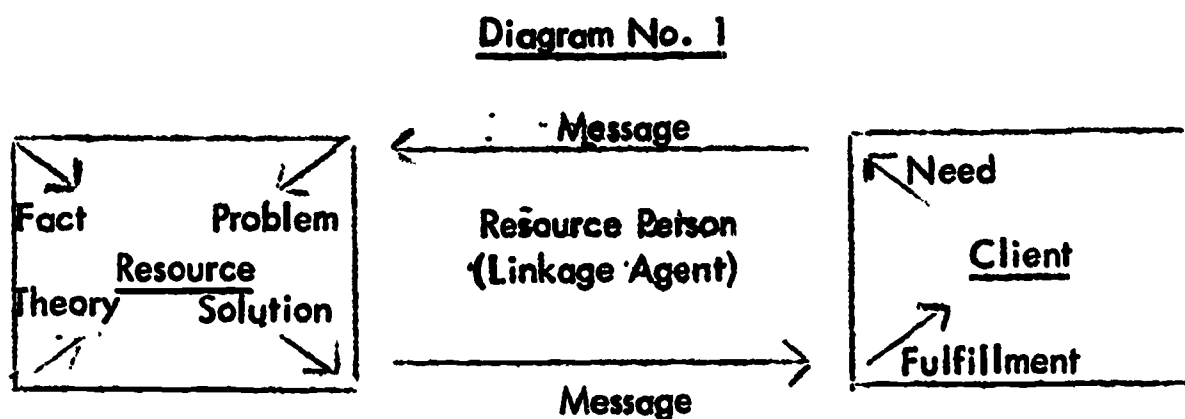 Diagram No. 1
Message
Fact Problem
Resource
Theory Solution
Resource Person
(Linkage Agent)
Need
Client
Fulfillment
Message